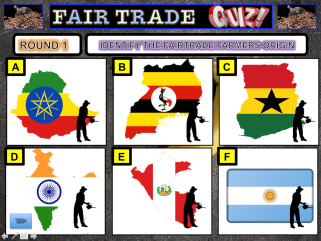 FAIR TRADE QUIZ!
ROUND 1
IDENTIFY THE FAIRTRADE FARMERS ORIGIN
A
B
C
D
E
F